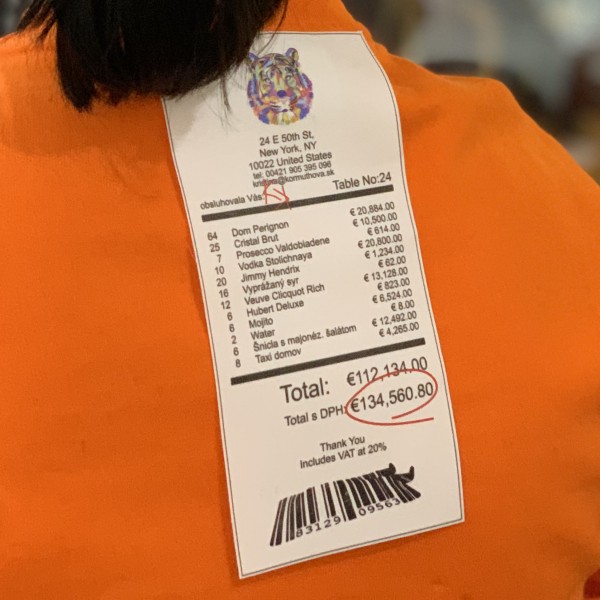 24 E 50th St,
New York, NY
10022 United States
tel: 00421 905 395 096
kristina@kormuthova.sk
obsluhovala Vás: Table No:24
64 Dom Perignon € 20,884.00
25 Cristal Brut € 10,500.00
7 Prosecco Valdobiadene € 614.00
10 Vodka Stolichnaya € 20,800.00
20 Jimmy Hendrix € 1,234.00
16 Vyprážaný syr € 62.00
12 Veuve Clicquot Rich € 13,128.00
6 Hubert Deluxe € 823.00
6 Mojito € 6,524.00
2 Water € 8.00
6 Šnicla s majonéz. šalátom € 12,492.00
8 Taxi domov € 4,265.00
Total: €112,134.00
Total s DPH: €134,560.80
Thank You
Includes VAT at 20%
83129 09563